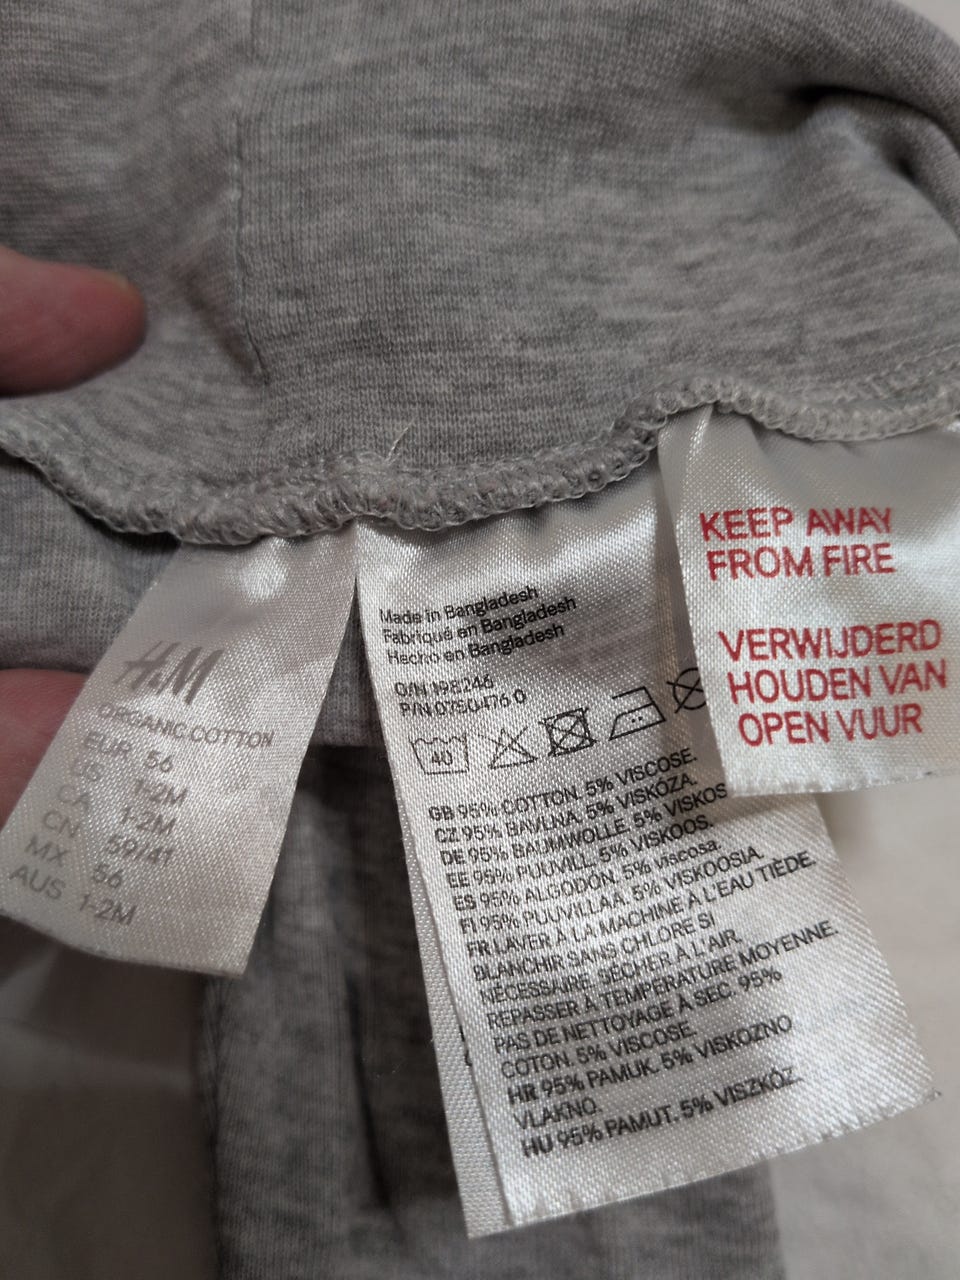 H&M
ORGANIC COTTON
EUR 56
US 1-2M
CA 1-2M
CN 59/41
MX 56
AUS 1-2M
Made in Bangladesh
Fabriqué en Bangladesh
Hecho en Bangladesh
O/N 198246
P/N 0750476 0
40
GB 95% COTTON. 5% VISCOSE.
CZ 95% BAVLNA. 5% VISKÓZA.
DE 95% BAUMWOLLE. 5% VISKOS
EE 95% PUUVILL. 5% VISKOOS.
ES 95% ALGODÓN. 5% viscosa.
FI 95% PUUVILLAA. 5% VISKOOSIA.
FR LAVER À LA MACHINE À L'EAU TIÈDE.
BLANCHIR SANS CHLORE SI
NÉCESSAIRE. SÉCHER À L'AIR.
REPASSER À TEMPÉRATURE MOYENNE.
PAS DE NETTOYAGE À SEC. 95%
COTON. 5% VISCOSE.
HR 95% PAMUK. 5% VISKOZNO
VLAKNO.
HU 95% PAMUT. 5% VISZKÓZ.
KEEP AWAY
FROM FIRE
VERWIJDERD
HOUDEN VAN
OPEN VUUR